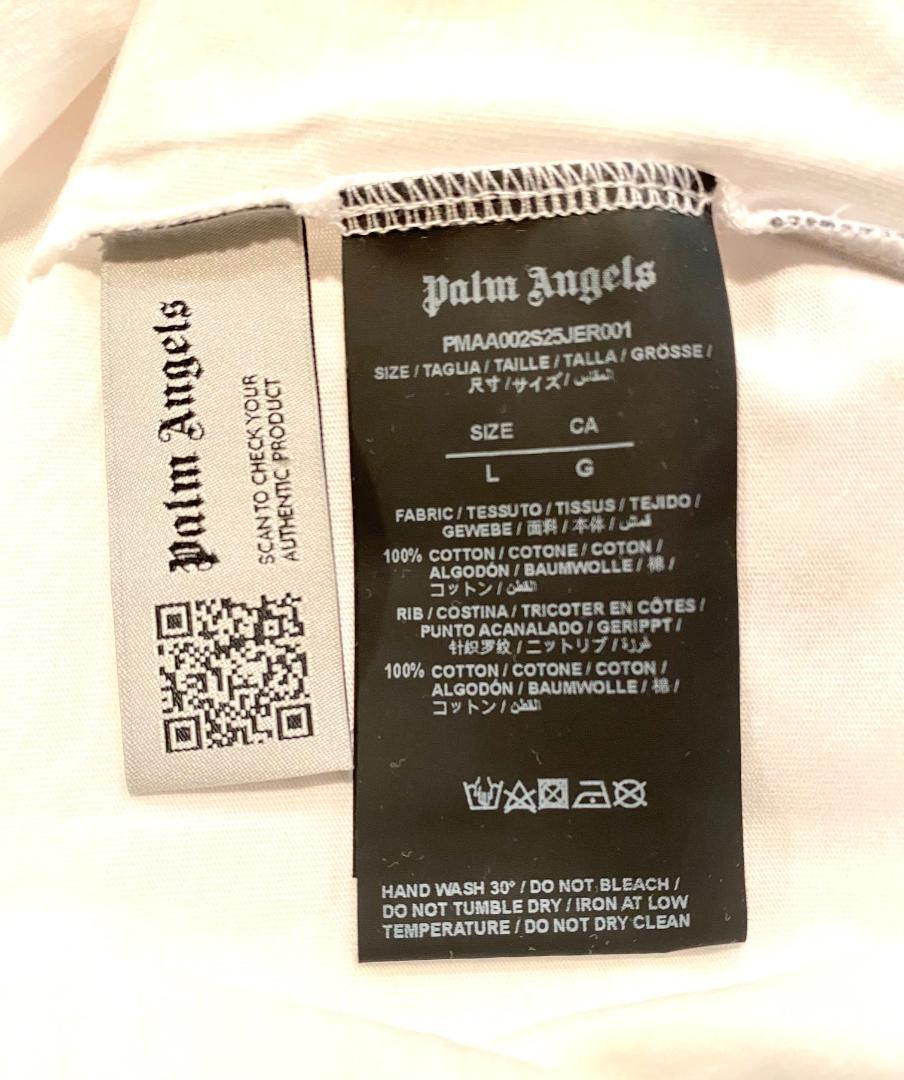 Palm Angels
SCAN TO CHECK YOUR
AUTHENTIC PRODUCT
Palm Angels
PMAA002S25JER001
SIZE / TAGLIA / TAILLE / TALLA / GRÖSSE /
尺寸 / サイズ / المقاس
SIZE CA
L G
FABRIC / TESSUTO / TISSUS / TEJIDO /
GEWEBE / 面料 / 本体 / قماش
100% COTTON / COTONE / COTON /
ALGODÓN / BAUMWOLLE / 棉 /
コットン / القطن
RIB / COSTINA / TRICOTER EN CÔTES /
PUNTO ACANALADO / GERIPPT /
针织罗纹 / ニットリブ /
100% COTTON / COTONE / COTON /
ALGODÓN / BAUMWOLLE / 棉 /
コットン / القطن
HAND WASH 30° / DO NOT BLEACH /
DO NOT TUMBLE DRY / IRON AT LOW
TEMPERATURE / DO NOT DRY CLEAN